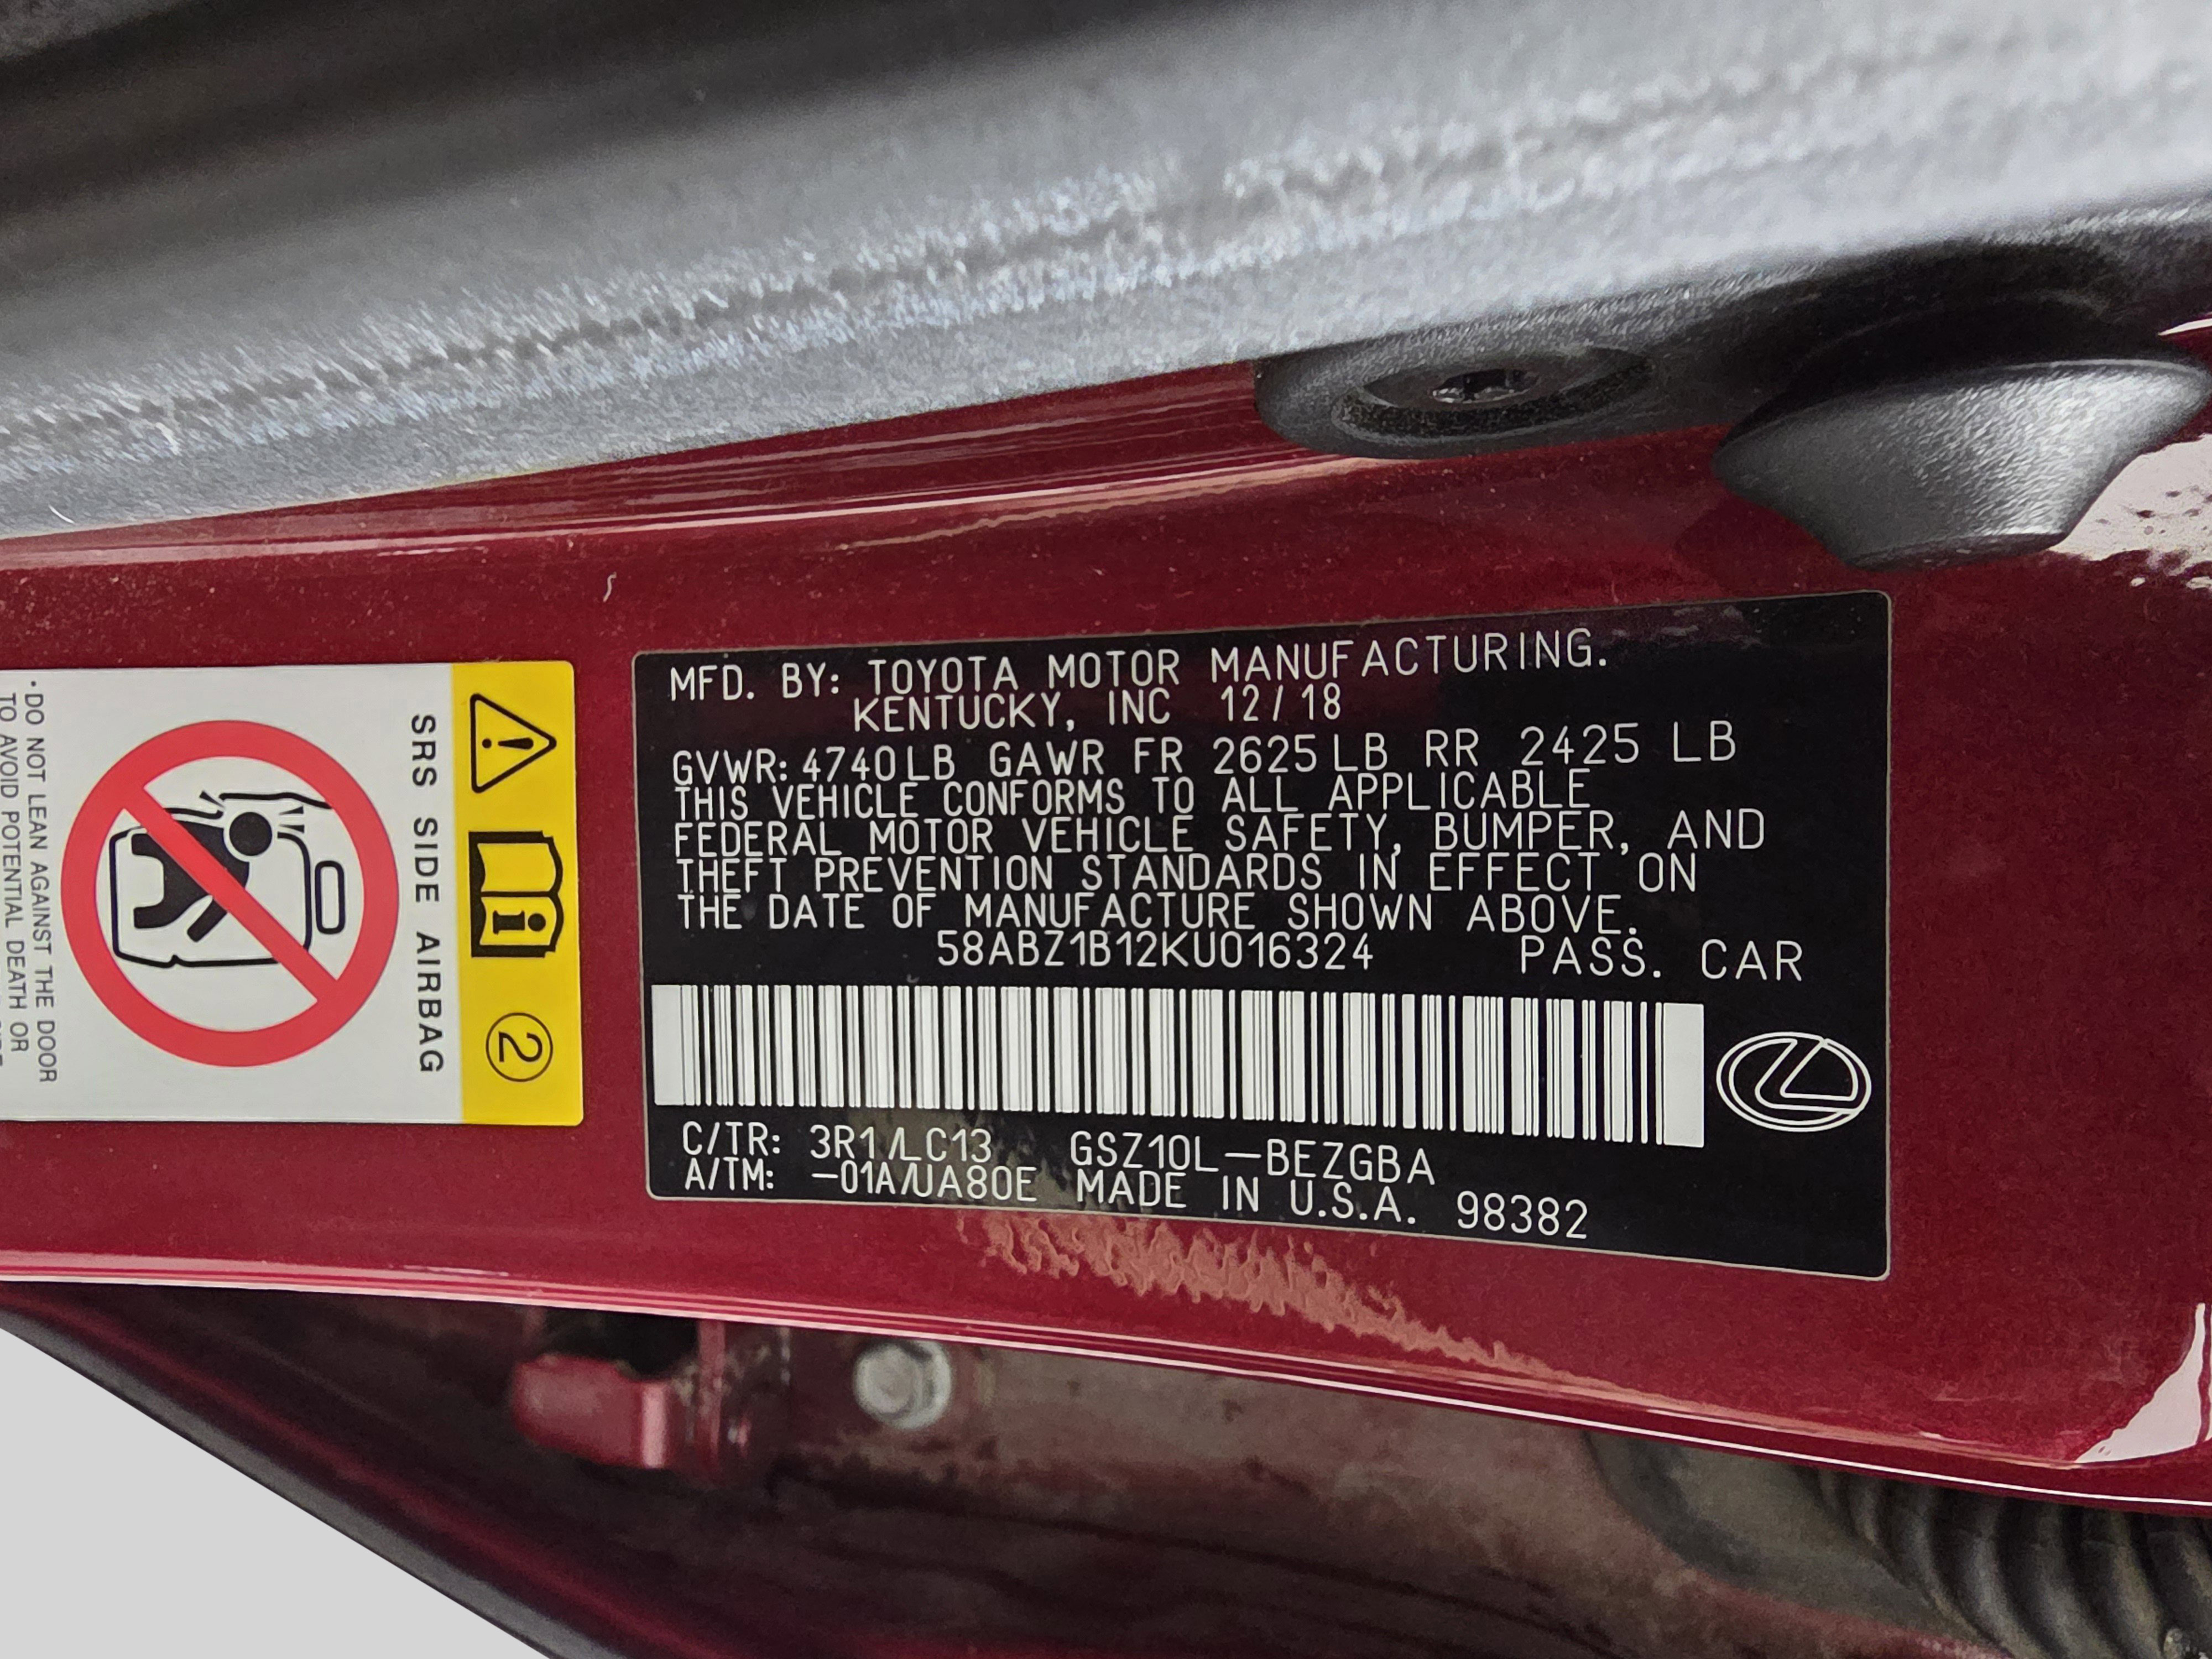 MFD. BY: TOYOTA MOTOR MANUFACTURING.
KENTUCKY, INC 12/18
GVWR: 4740LB GAWR FR 2625LB RR 2425 LB
THIS VEHICLE CONFORMS TO ALL APPLICABLE
FEDERAL MOTOR VEHICLE SAFETY, BUMPER, AND
THEFT PREVENTION STANDARDS IN EFFECT ON
THE DATE OF MANUFACTURE SHOWN ABOVE.
58ABZ1B12KU016324 PASS. CAR
C/TR: 3R1/LC13 GSZ10L-BEZGBA
A/TM: -01A/UA80E MADE IN U.S.A. 98382
2
SRS SIDE AIRBAG
·DO NOT LEAN AGAINST THE DOOR
TO AVOID POTENTIAL DEATH OR